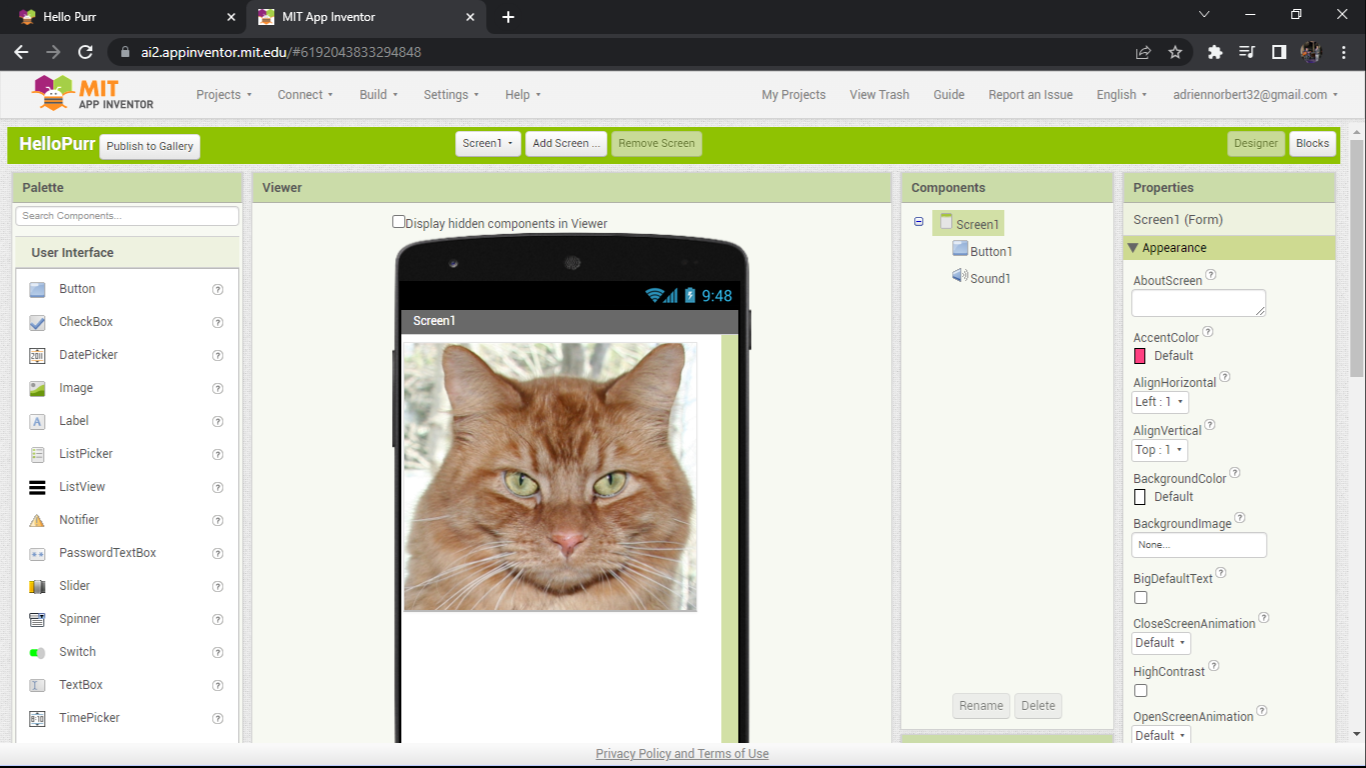 Hello Purr
MIT App Inventor
ai2.appinventor.mit.edu/#6192043833294848
MIT
APP INVENTOR
Projects Connect Build Settings Help My Projects View Trash Guide Report an Issue English adriennorbert32@gmail.com
HelloPurr Publish to Gallery Screen1 Add Screen ... Remove Screen Designer Blocks
Palette
Search Components...
User Interface
Button
CheckBox
DatePicker
Image
Label
ListPicker
ListView
Notifier
PasswordTextBox
Slider
Spinner
Switch
TextBox
TimePicker
Viewer
Display hidden components in Viewer
9:48
Screen1
Components
Screen1
Button1
Sound1
Rename Delete
Properties
Screen1 (Form)
Appearance
AboutScreen
AccentColor
Default
AlignHorizontal
Left : 1
AlignVertical
Top : 1
BackgroundColor
Default
BackgroundImage
None...
BigDefaultText
CloseScreenAnimation
Default
HighContrast
OpenScreenAnimation
Default
Privacy Policy and Terms of Use